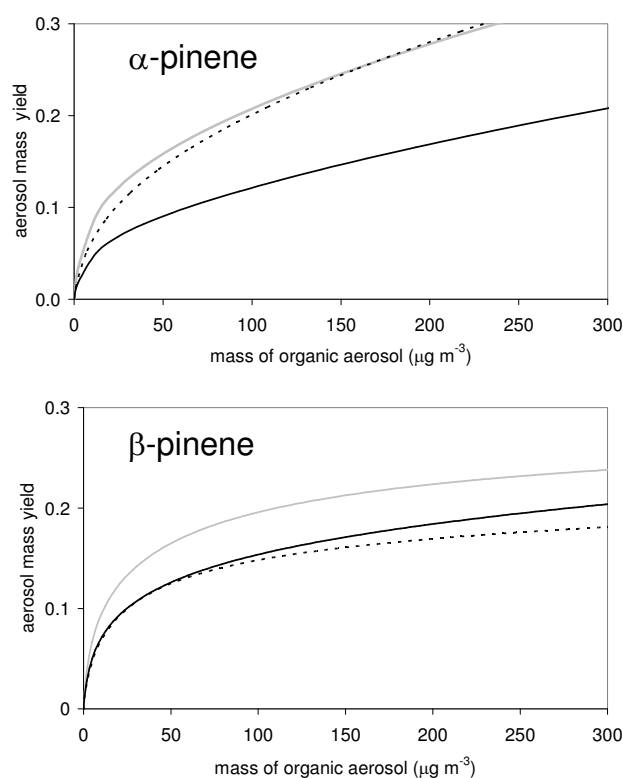 0.3
α-pinene
0.2
0.1
0.0
aerosol mass yield
0 50 100 150 200 250 300
mass of organic aerosol (μg m⁻³)
0.3
β-pinene
0.2
0.1
0
aerosol mass yield
0 50 100 150 200 250 300
mass of organic aerosol (μg m⁻³)